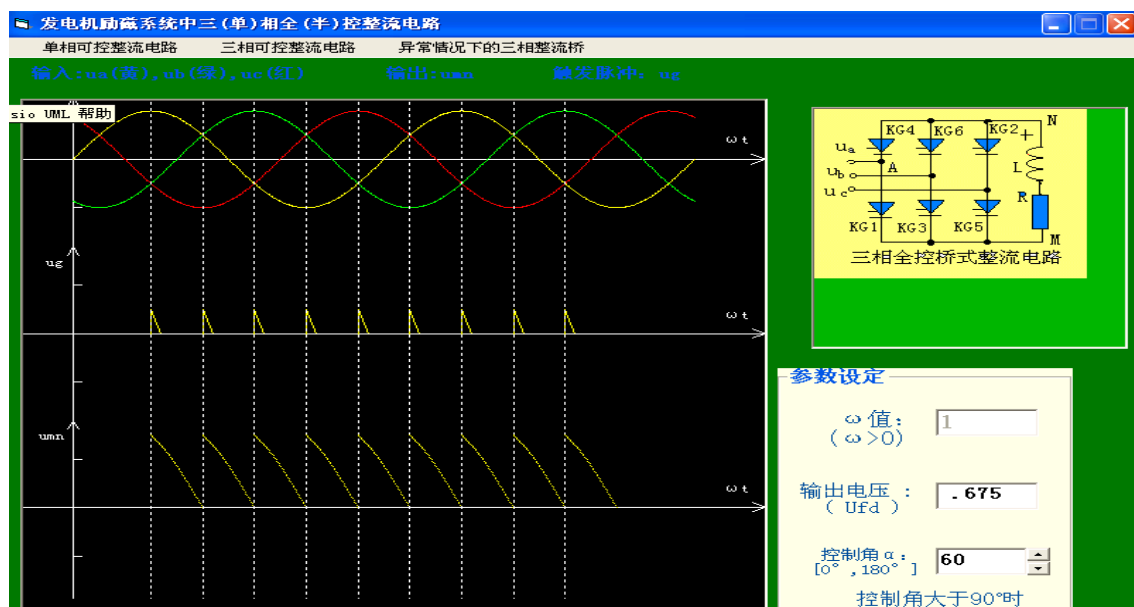 发电机励磁系统中三(单)相全(半)控整流电路
单相可控整流电路 三相可控整流电路 异常情况下的三相整流桥
输入:ua(黄),ub(绿),uc(红) 输出:umn 触发脉冲: ug
sio UML 帮助
ωt
ug
ωt
umn
ωt
KG4 KG6 KG2 + N
ua
A
ub
L
uc
R
KG1 KG3 KG5 M
三相全控桥式整流电路
参数设定
ω值: 1
(ω>0)
输出电压 : .675
( Ufd )
控制角α: 60
[0° ,180° ]
控制角大于90°时